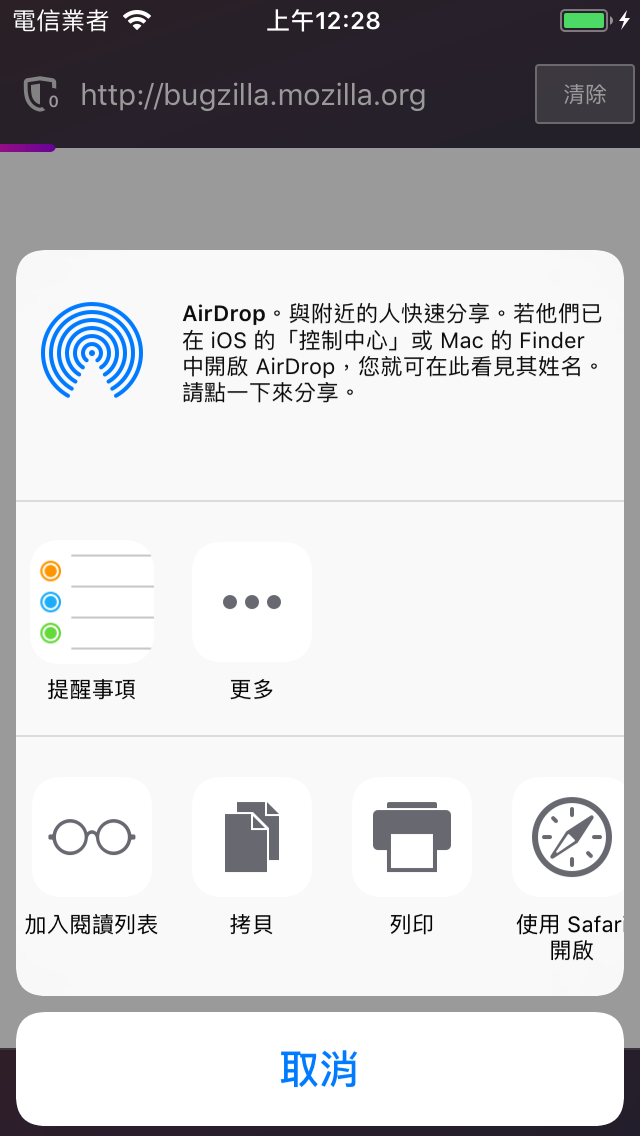 電信業者
上午12:28
0
http://bugzilla.mozilla.org
清除
AirDrop。與附近的人快速分享。若他們已
在 iOS 的「控制中心」或 Mac 的 Finder
中開啟 AirDrop，您就可在此看見其姓名。
請點一下來分享。
提醒事項
更多
加入閱讀列表
拷貝
列印
使用 Safari
開啟
取消